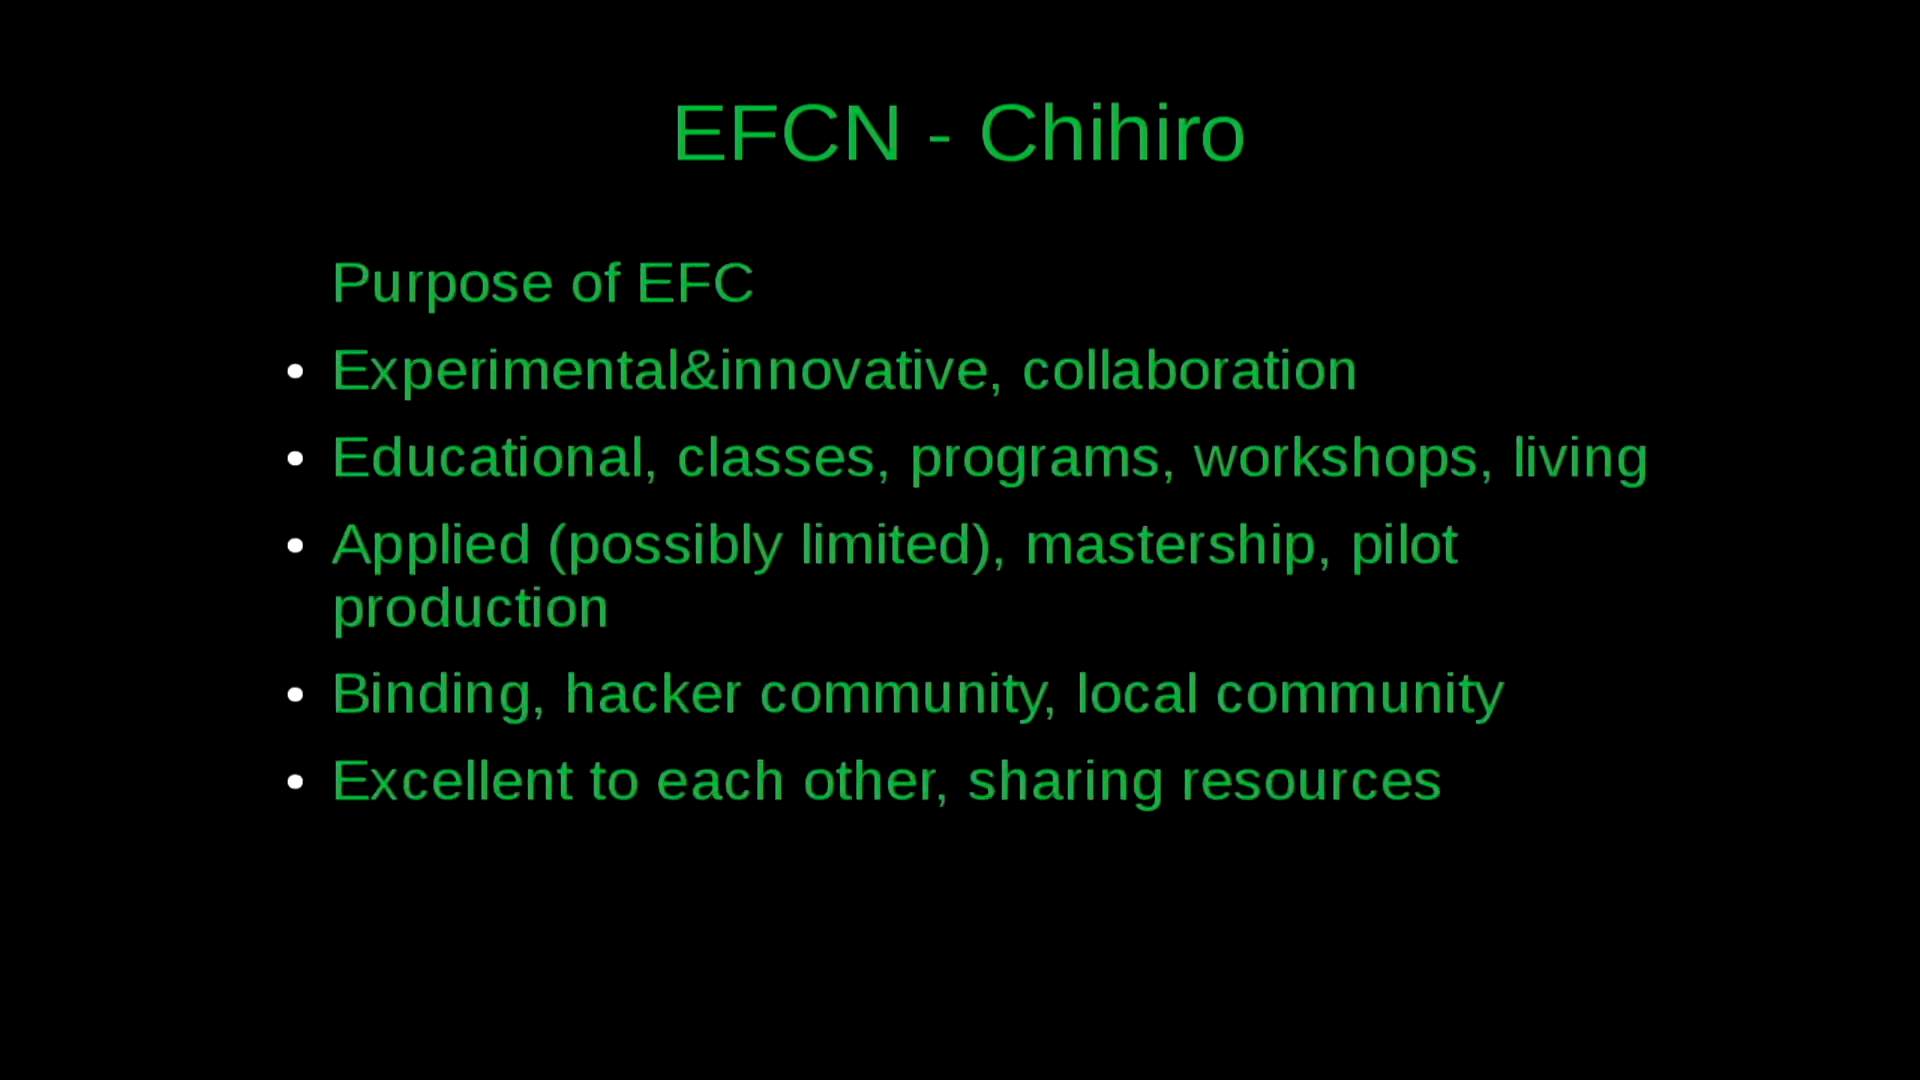 EFCN - Chihiro
Purpose of EFC
• Experimental&innovative, collaboration
• Educational, classes, programs, workshops, living
• Applied (possibly limited), mastership, pilot
production
• Binding, hacker community, local community
• Excellent to each other, sharing resources